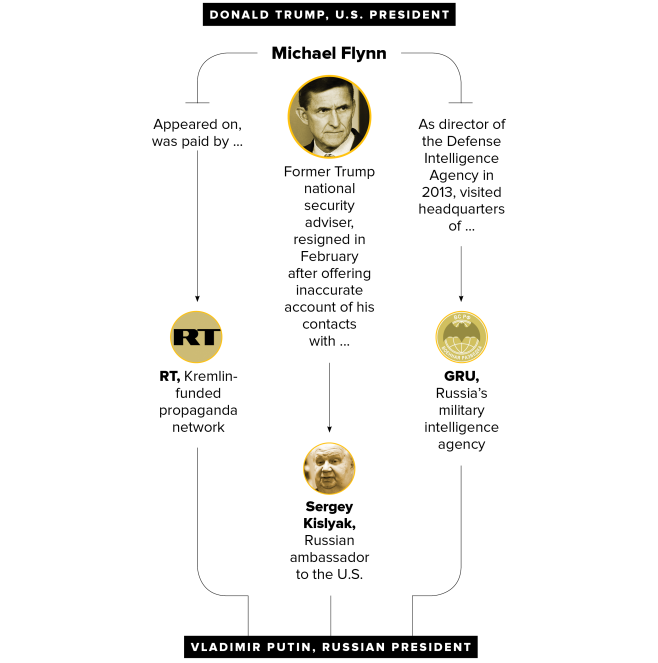 DONALD TRUMP, U.S. PRESIDENT
Michael Flynn
Appeared on,
was paid by ...
Former Trump
national
security
adviser,
resigned in
February
after offering
inaccurate
account of his
contacts
with ...
As director of
the Defense
Intelligence
Agency in
2013, visited
headquarters
of ...
RT
RT, Kremlin-
funded
propaganda
network
GRU,
Russia’s
military
intelligence
agency
Sergey
Kislyak,
Russian
ambassador
to the U.S.
VLADIMIR PUTIN, RUSSIAN PRESIDENT